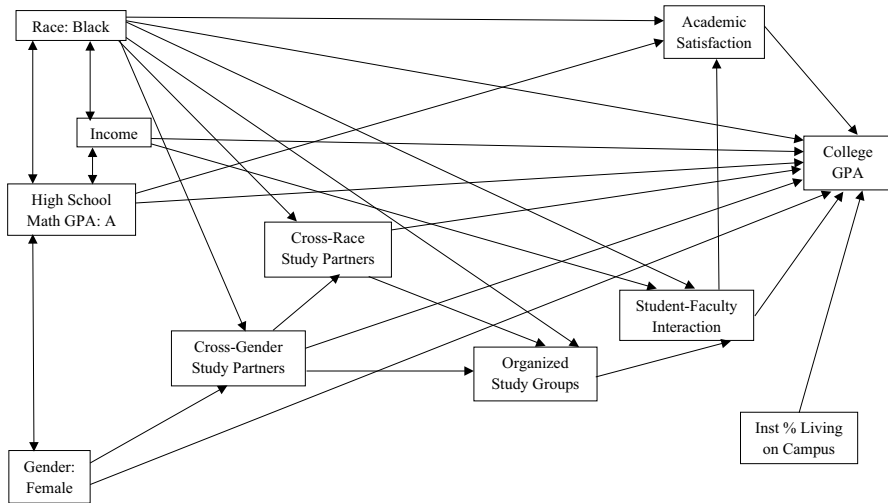 Race: Black
Academic
Satisfaction
Income
College
GPA
High School
Math GPA: A
Cross-Race
Study Partners
Student-Faculty
Interaction
Cross-Gender
Study Partners
Organized
Study Groups
Inst % Living
on Campus
Gender:
Female